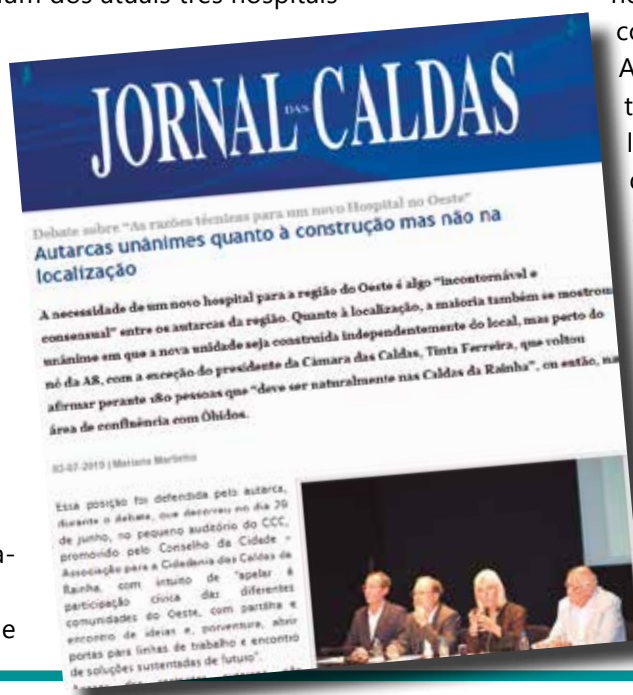 dos atuais três hospitais
JORNAL DAS CALDAS
Debate sobre "As razões técnicas para um novo Hospital no Oeste"
Autarcas unânimes quanto à construção mas não na
localização
A necessidade de um novo hospital para a região do Oeste é algo "incontornável e
consensual" entre os autarcas da região. Quanto à localização, a maioria também se mostrou
unânime em que a nova unidade seja construída independentemente do local, mas perto do
nó da A8, com a exceção do presidente da Câmara das Caldas, Tinta Ferreira, que voltou
afirmar perante 180 pessoas que "deve ser naturalmente nas Caldas da Rainha", ou então, na
área de confluência com Óbidos.
03-07-2019 | Mariana Martinho
Essa posição foi defendida pelo autarca,
durante o debate, que decorreu no dia 29
de junho, no pequeno auditório do CCC,
promovido pelo Conselho da Cidade -
Associação para a Cidadania das Caldas da
Rainha, com intuito de "apelar à
participação cívica das diferentes
comunidades do Oeste, com partilha e
encontro de ideias e, porventura, abrir
portas para linhas de trabalho e encontro
de soluções sustentadas de futuro".